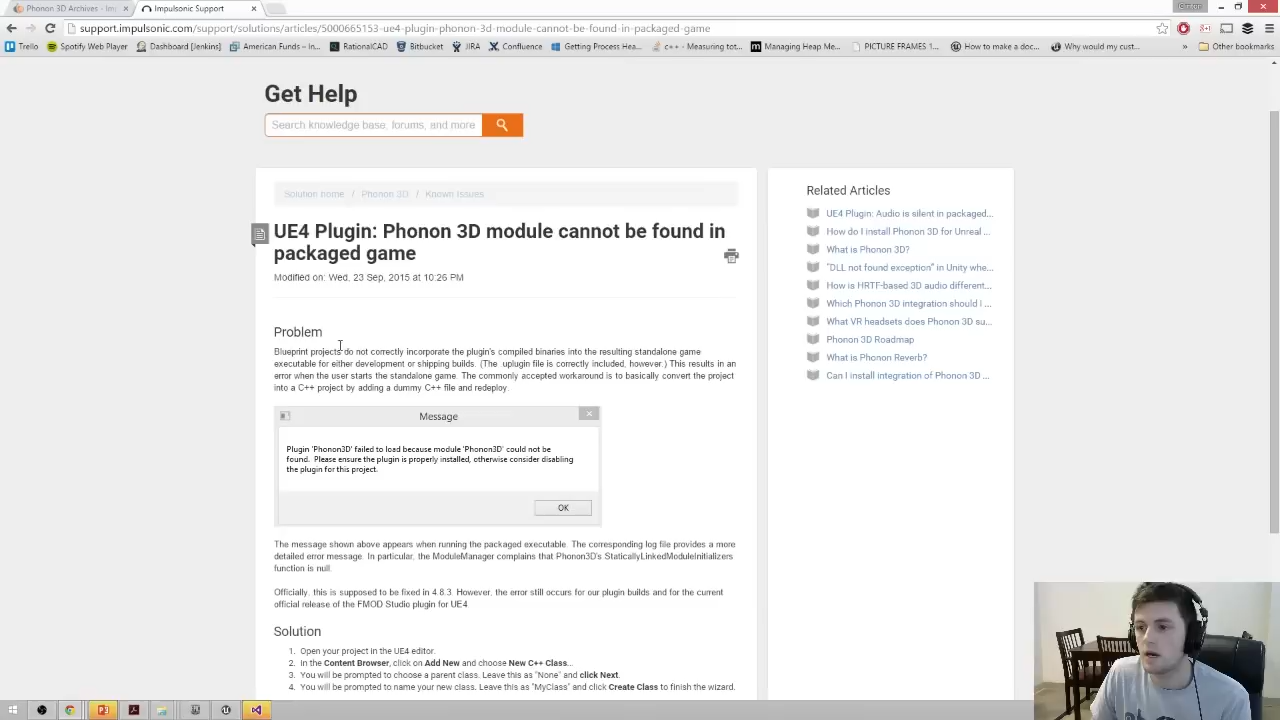 Phonon 3D Archives - Im
Impulsonic Support
support.impulsonic.com/support/solutions/articles/5000665153-ue4-plugin-phonon-3d-module-cannot-be-found-in-packaged-game
Trello Spotify Web Player Dashboard [Jenkins] American Funds - In... RationalCAD Bitbucket JIRA Confluence Getting Stage Heap... c++ - Measuring tot... Managing Heap Me... PICTURE FRAMES 1... How to make a doc... Why would my cust... » Other bookmarks
Get Help
Search knowledge base, forums, and more
Solution home / Phonon 3D / Known Issues
UE4 Plugin: Phonon 3D module cannot be found in
packaged game
Modified on: Wed, 23 Sep, 2015 at 10:26 PM
Problem
Blueprint projects do not correctly incorporate the plugin's compiled binaries into the resulting standalone game
executable for either development or shipping builds. (The .uplugin file is correctly included, however.) This results in an
error when the user starts the standalone game. The commonly accepted workaround is to basically convert the project
into a C++ project by adding a dummy C++ file and redeploy.
Message
Plugin 'Phonon3D' failed to load because module 'Phonon3D' could not be
found. Please ensure the plugin is properly installed, otherwise consider disabling
the plugin for this project.
OK
The message shown above appears when running the packaged executable. The corresponding log file provides a more
detailed error message. In particular, the ModuleManager complains that Phonon3D's StaticallyLinkedModuleInitializers
function is null.
Officially, this is supposed to be fixed in 4.8.3. However, the error still occurs for our plugin builds and for the current
official release of the FMOD Studio plugin for UE4
Solution
1. Open your project in the UE4 editor.
2. In the Content Browser, click on Add New and choose New C++ Class...
3. You will be prompted to choose a parent class. Leave this as "None" and click Next.
4. You will be prompted to name your new class. Leave this as "MyClass" and click Create Class to finish the wizard.
Related Articles
UE4 Plugin: Audio is silent in packaged...
How do I install Phonon 3D for Unreal ...
What is Phonon 3D?
"DLL not found exception" in Unity whe...
How is HRTF-based 3D audio different...
Which Phonon 3D integration should I ...
What VR headsets does Phonon 3D su...
Phonon 3D Roadmap
What is Phonon Reverb?
Can I install integration of Phonon 3D ...